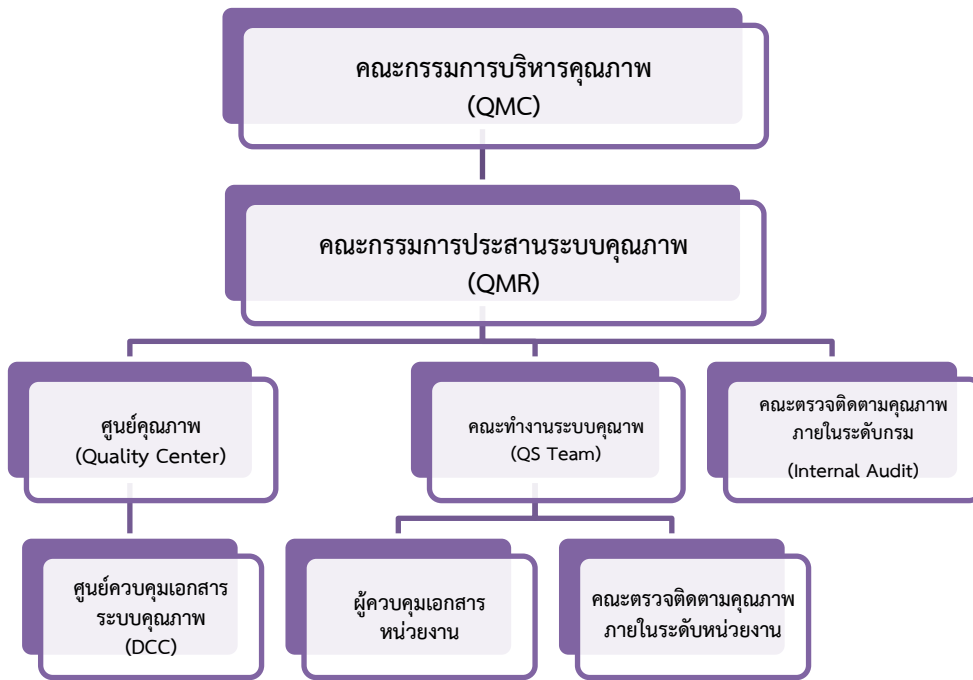 คณะกรรมการบริหารคุณภาพ
(QMC)
คณะกรรมการประสานระบบคุณภาพ
(QMR)
ศูนย์คุณภาพ
(Quality Center)
คณะทำงานระบบคุณาพ
(QS Team)
คณะตรวจติดตามคุณภาพ
ภายในระดับกรม
(Internal Audit)
ศูนย์ควบคุมเอกสาร
ระบบคุณภาพ
(DCC)
ผู้ควบคุมเอกสาร
หน่วยงาน
คณะตรวจติดตามคุณภาพ
ภายในระดับหน่วยงาน